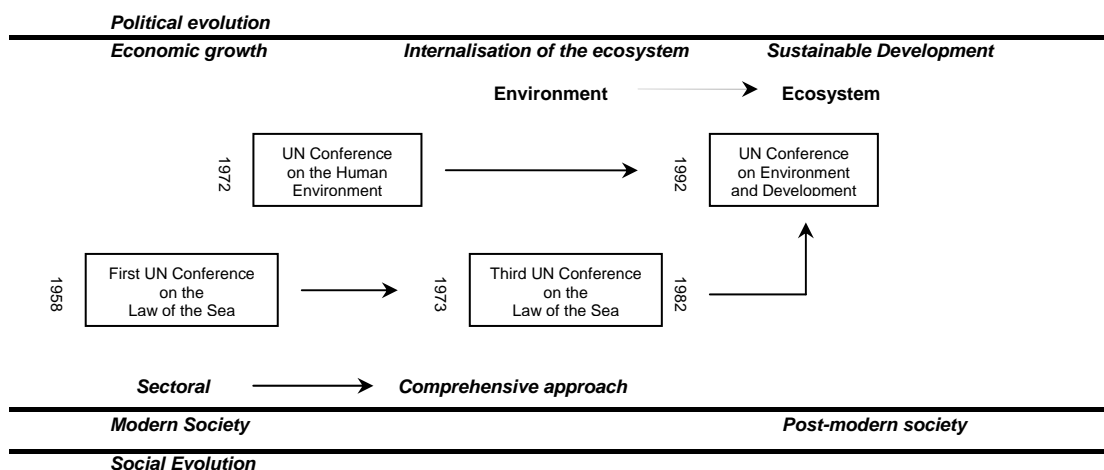 Political evolution
Economic growth Internalisation of the ecosystem Sustainable Development
Environment Ecosystem
1972
UN Conference
on the Human
Environment
1992
UN Conference
on Environment
and Development
1958
First UN Conference
on the
Law of the Sea
1973
Third UN Conference
on the
Law of the Sea
1982
Sectoral Comprehensive approach
Modern Society Post-modern society
Social Evolution